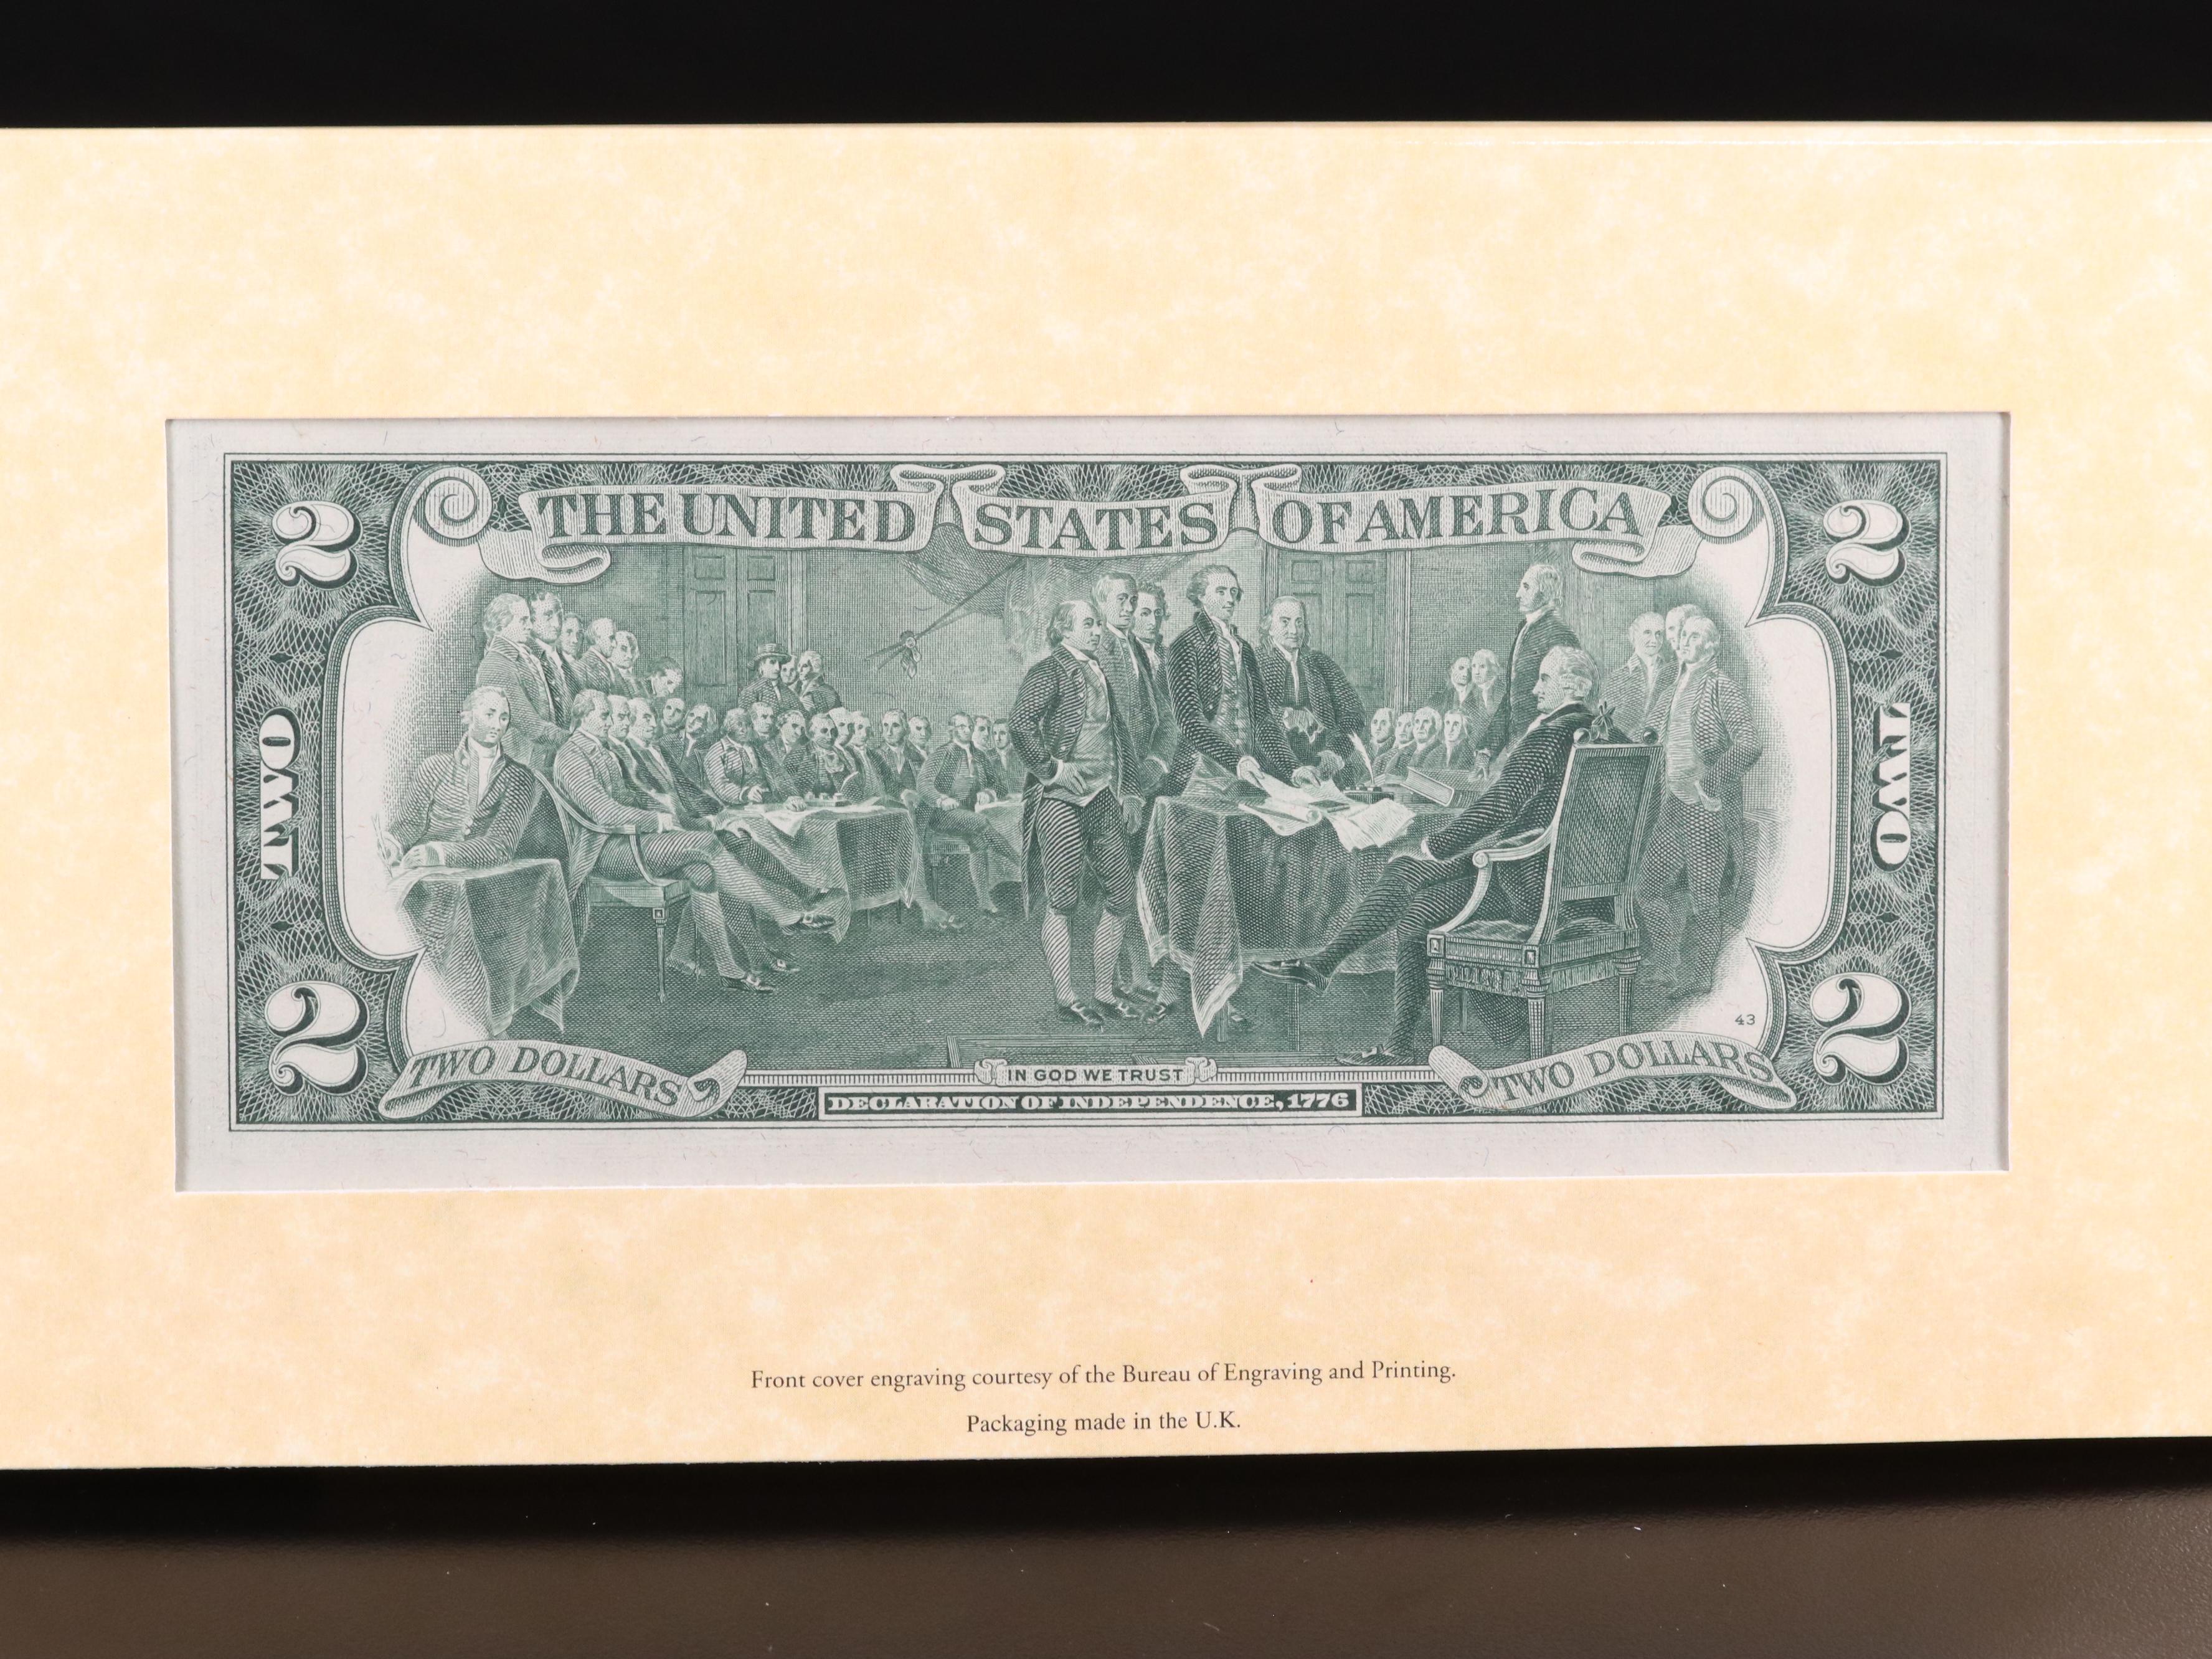 THE UNITED STATES OF AMERICA
2
2
TWO
TWO
43
2
2
TWO DOLLARS
TWO DOLLARS
IN GOD WE TRUST
DECLARATION OF INDEPENDENCE, 1776
Front cover engraving courtesy of the Bureau of Engraving and Printing.
Packaging made in the U.K.